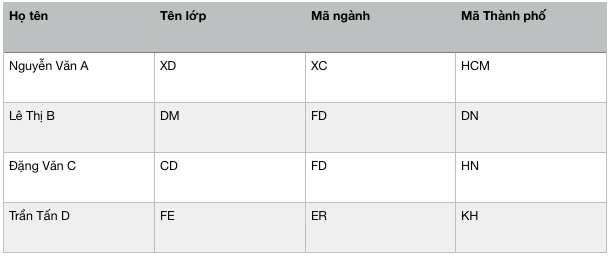 Họ tên Tên lớp Mã ngành Mã Thành phố
Nguyễn Văn A XD XC HCM
Lê Thị B DM FD DN
Đặng Văn C CD FD HN
Trần Tấn D FE ER KH